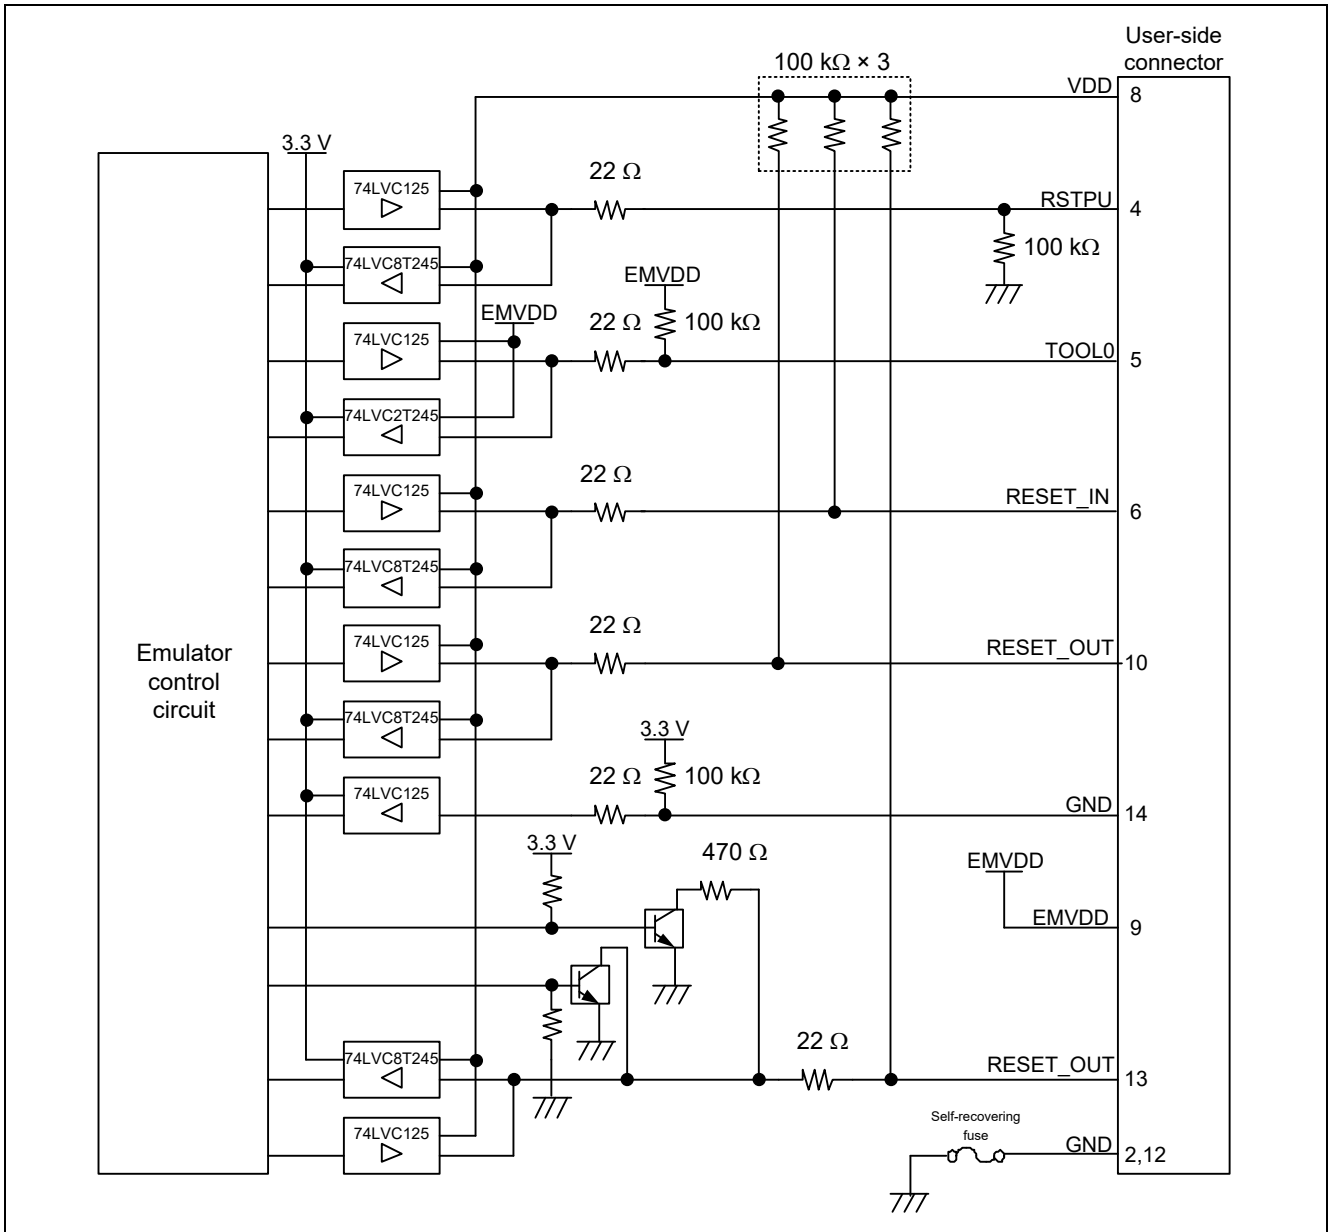 User-side
connector
100 kΩ × 3
VDD
8
3.3 V
22 Ω
74LVC125
RSTPU
4
100 kΩ
74LVC8T245
EMVDD
EMVDD
22 Ω
100 kΩ
74LVC125
TOOL0
5
74LVC2T245
22 Ω
74LVC125
RESET_IN
6
74LVC8T245
22 Ω
74LVC125
RESET_OUT
10
Emulator
control
circuit
74LVC8T245
3.3 V
22 Ω
100 kΩ
74LVC125
GND
14
3.3 V
470 Ω
EMVDD
EMVDD
9
22 Ω
74LVC8T245
RESET_OUT
13
Self-recovering
fuse
74LVC125
GND
2,12